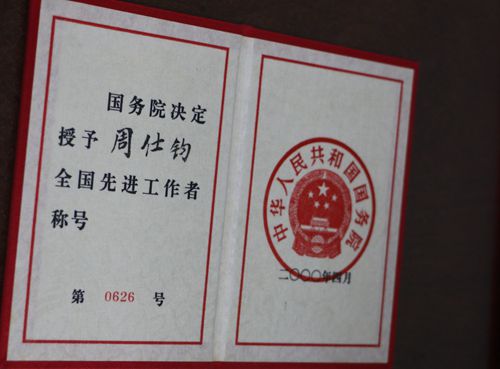 国务院决定
授予 周仕钧
全国先进工作者
称号
第 0626 号
中华人民共和国国务院
二〇〇〇年四月